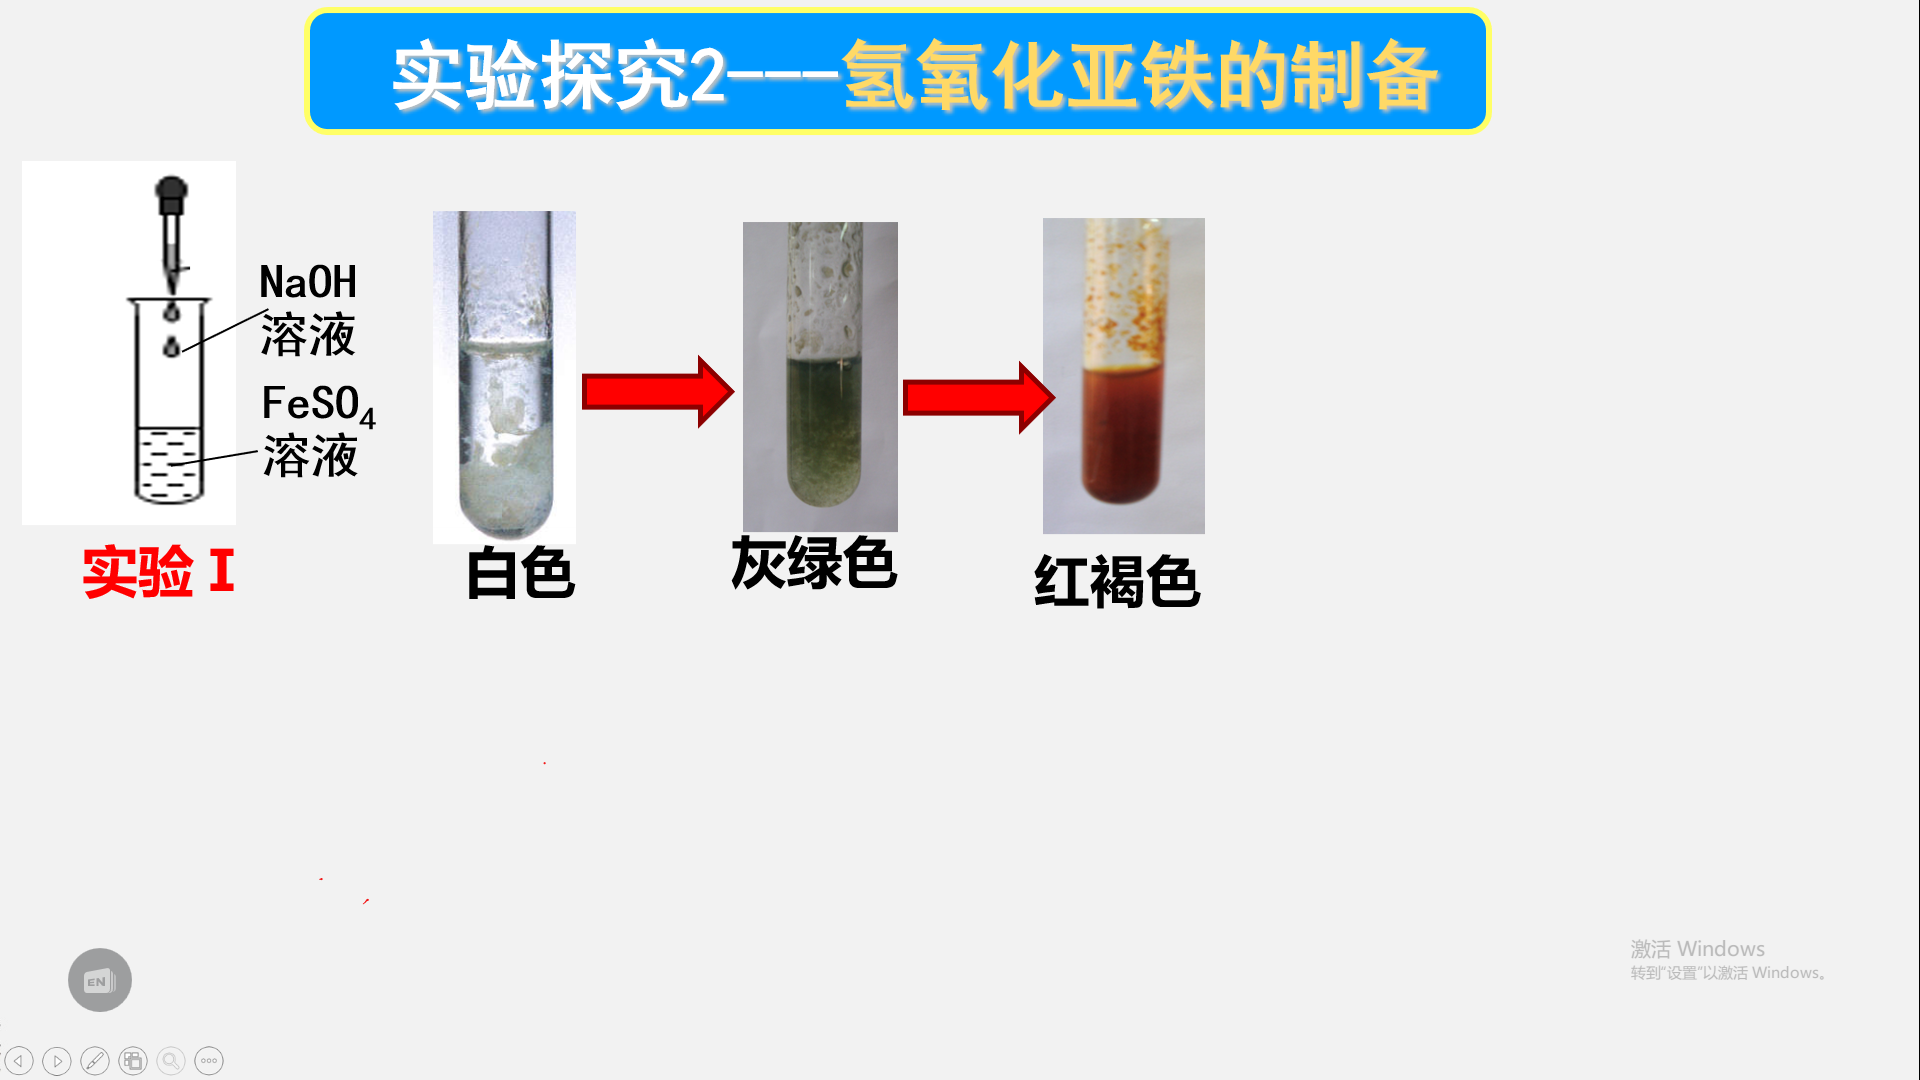 实验探究2---氢氧化亚铁的制备
NaOH
溶液
FeSO₄
溶液
实验Ⅰ
白色
灰绿色
红褐色
EN
激活 Windows
转到“设置”以激活 Windows。